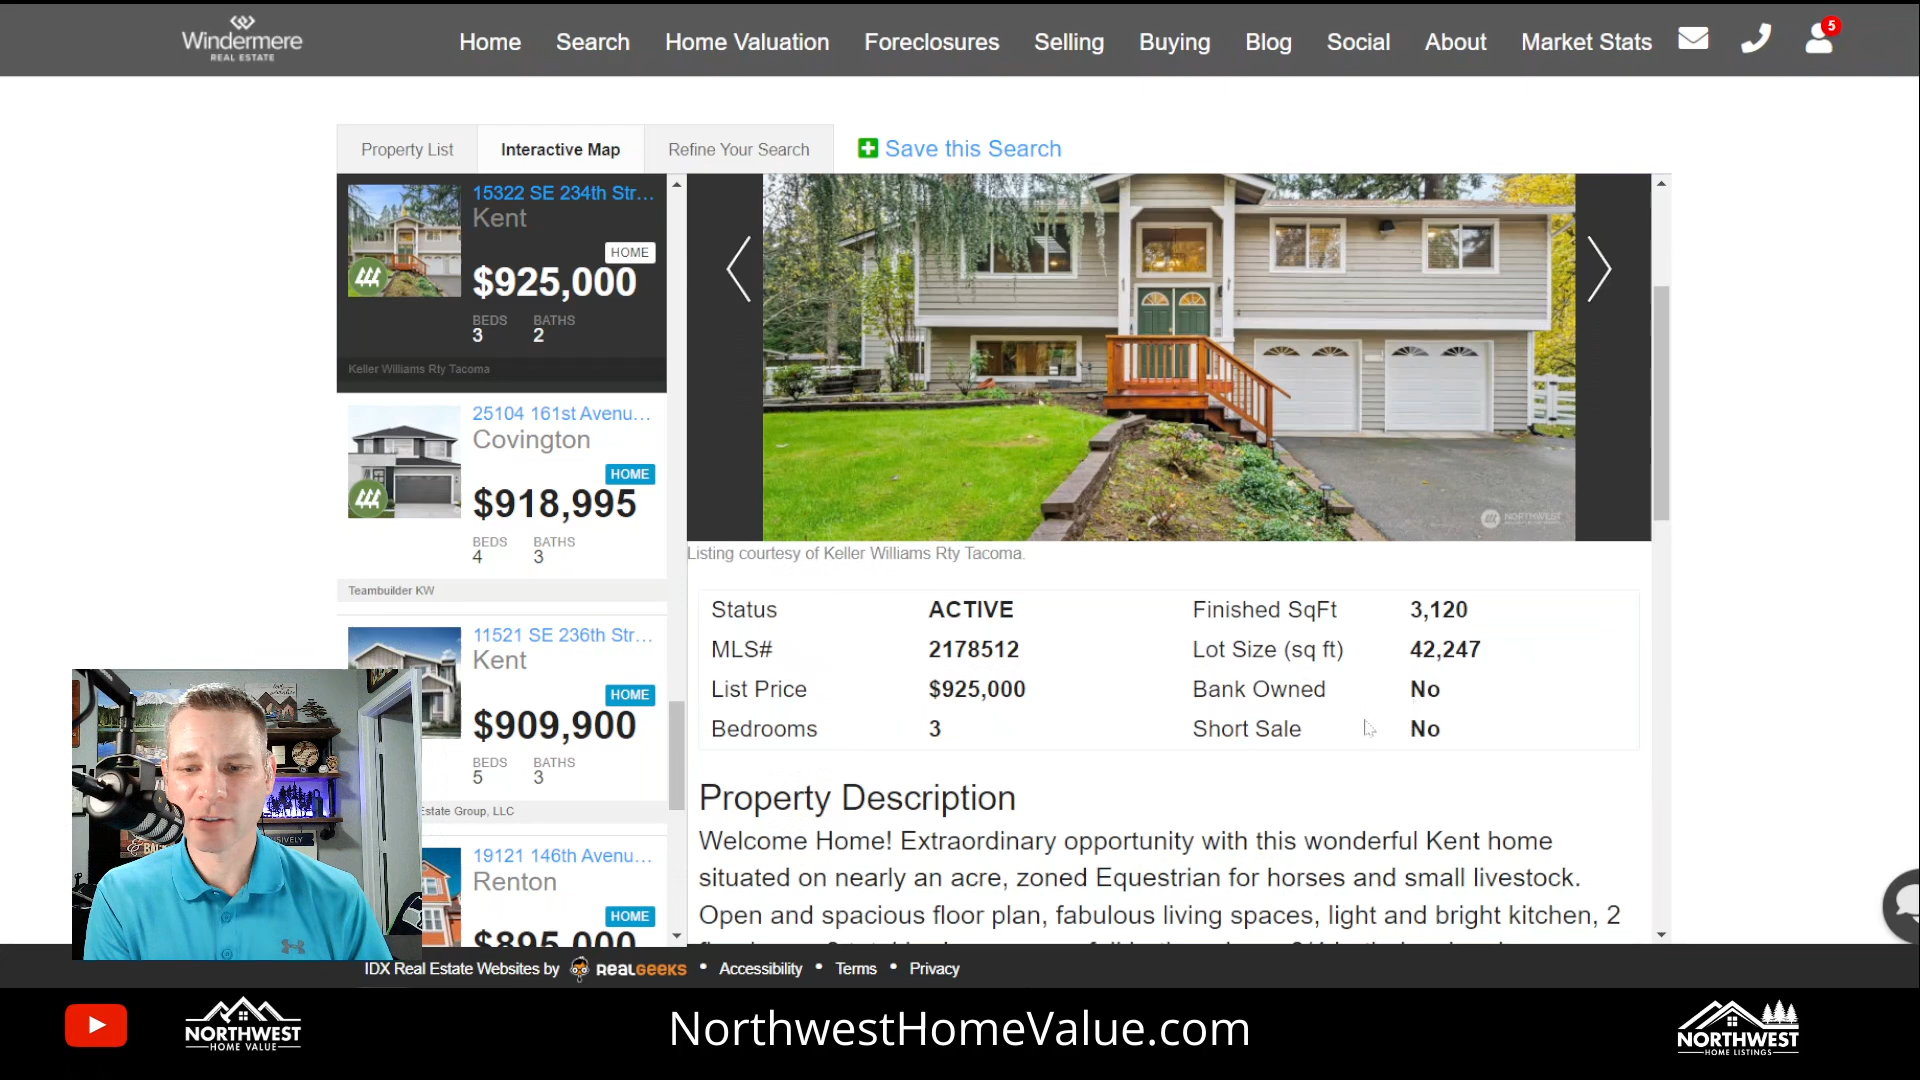 Windermere
REAL ESTATE
Home
Search
Home Valuation
Foreclosures
Selling
Buying
Blog
Social
About
Market Stats
5
Property List
Interactive Map
Refine Your Search
Save this Search
15322 SE 234th Str...
Kent
HOME
$925,000
BEDS BATHS
3 2
Keller Williams Rty Tacoma
25104 161st Avenu...
Covington
HOME
$918,995
BEDS BATHS
4 3
Teambuilder KW
11521 SE 236th Str...
Kent
HOME
$909,900
BEDS BATHS
5 3
Estate Group, LLC
19121 146th Avenu...
Renton
HOME
$895,000
NORTHWEST
Listing courtesy of Keller Williams Rty Tacoma.
Status ACTIVE Finished SqFt 3,120
MLS# 2178512 Lot Size (sq ft) 42,247
List Price $925,000 Bank Owned No
Bedrooms 3 Short Sale No
Property Description
Welcome Home! Extraordinary opportunity with this wonderful Kent home
situated on nearly an acre, zoned Equestrian for horses and small livestock.
Open and spacious floor plan, fabulous living spaces, light and bright kitchen, 2
IDX Real Estate Websites by REALGEEKS • Accessibility • Terms • Privacy
NORTHWEST
HOME VALUE
NorthwestHomeValue.com
NORTHWEST
HOME LISTINGS